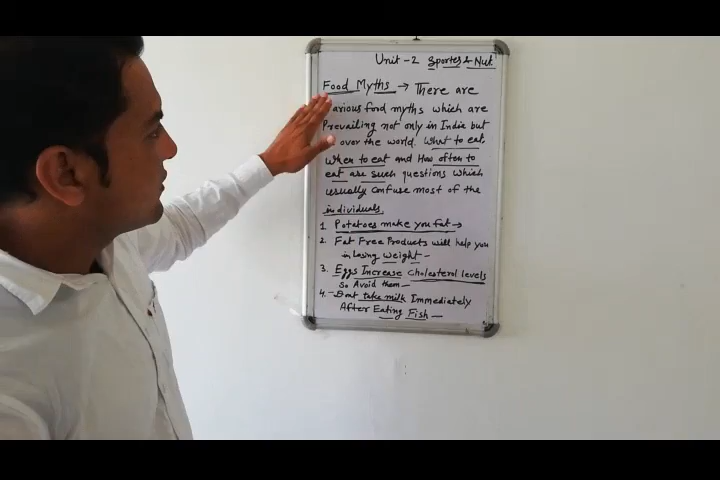 Unit -2 Sportes & Nut.
Food Myths → There are
various food myths which are
Prevailing not only in India but
over the world. What to eat,
When to eat and How often to
eat are such questions which
usually confuse most of the
individuals.
1. Potatoes make you fat →
2. Fat Free Products will help you
in Losing weight -
3. Eggs Increase cholesterol levels
So Avoid them -
4. - Dont take milk Immediately
After Eating Fish -